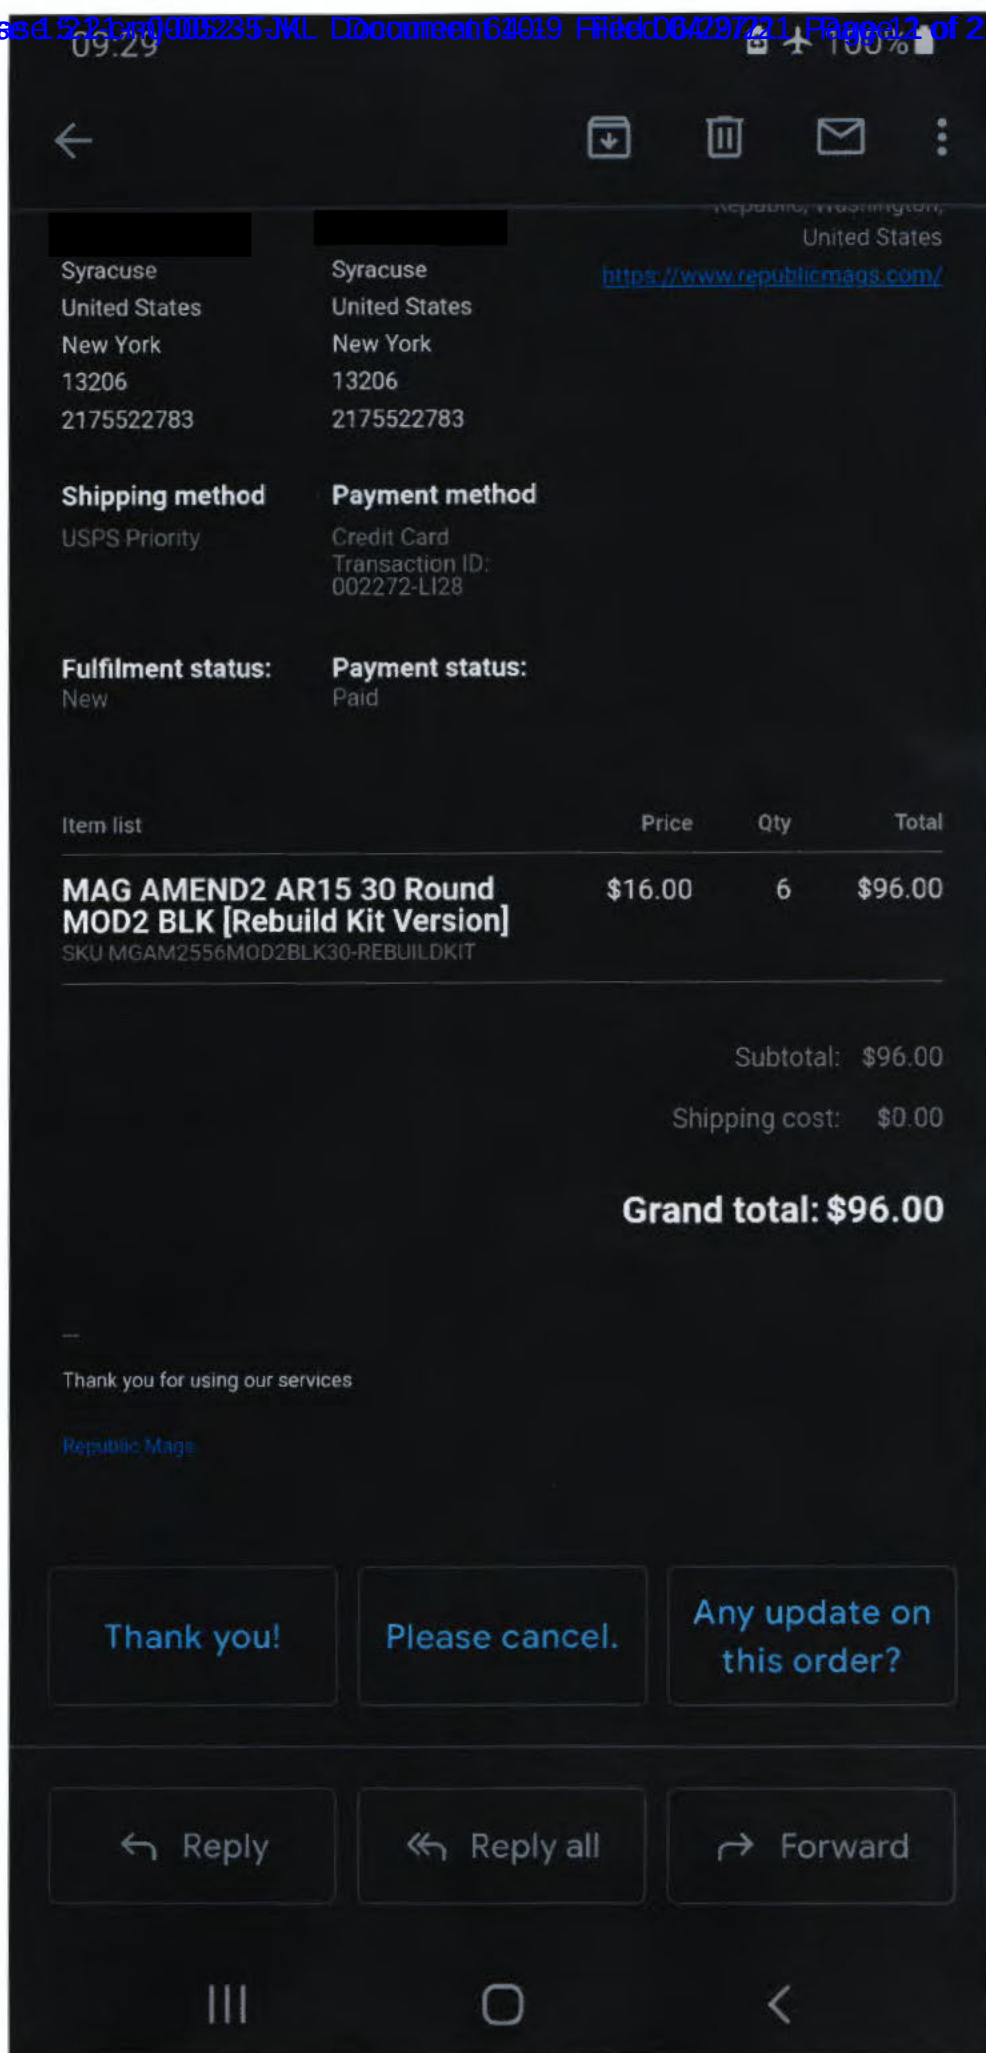 09:29
100%
Republic, Washington,
United States
https://www.republicmags.com/
Syracuse
United States
New York
13206
2175522783
Syracuse
United States
New York
13206
2175522783
Shipping method
USPS Priority
Payment method
Credit Card
Transaction ID:
002272-LI28
Fulfilment status:
New
Payment status:
Paid
Item list Price Qty Total
MAG AMEND2 AR15 30 Round $16.00 6 $96.00
MOD2 BLK [Rebuild Kit Version]
SKU MGAM2556MOD2BLK30-REBUILDKIT
Subtotal: $96.00
Shipping cost: $0.00
Grand total: $96.00
Thank you for using our services
Republic Mags
Thank you!
Please cancel.
Any update on
this order?
Reply
Reply all
Forward